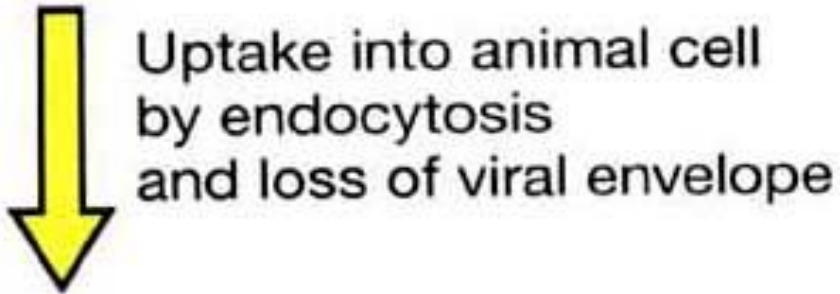 Uptake into animal cell
by endocytosis
and loss of viral envelope